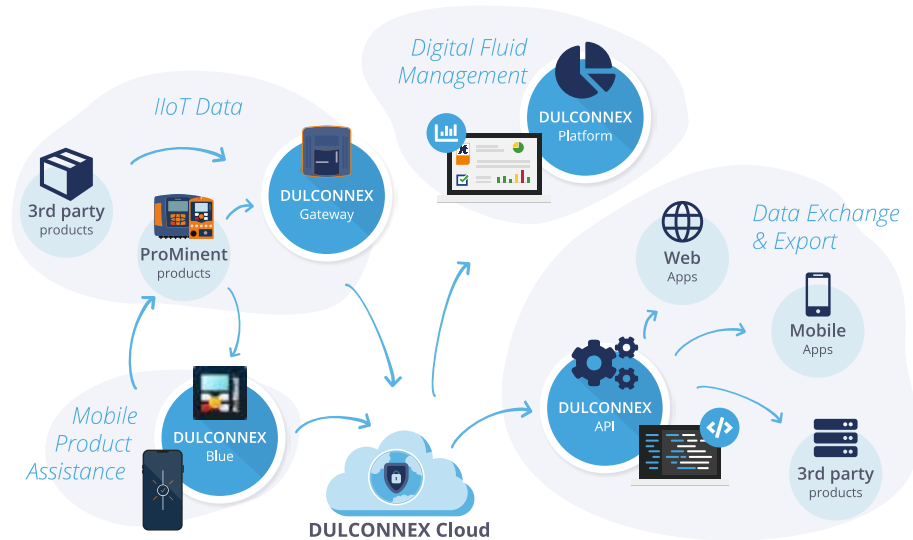 Digital Fluid
Management
DULCONNEX
Platform
IIoT Data
3rd party
products
ProMinent
products
DULCONNEX
Gateway
Data Exchange
& Export
Web
Apps
Mobile
Apps
Mobile
Product
Assistance
DULCONNEX
Blue
DULCONNEX
API
</>
3rd party
products
DULCONNEX Cloud